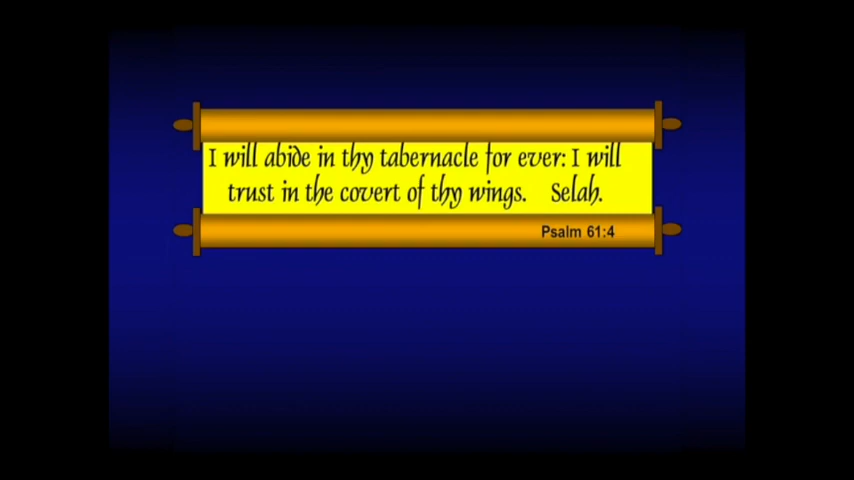 I will abide in thy tabernacle for ever: I will
trust in the covert of thy wings. Selah.
Psalm 61:4